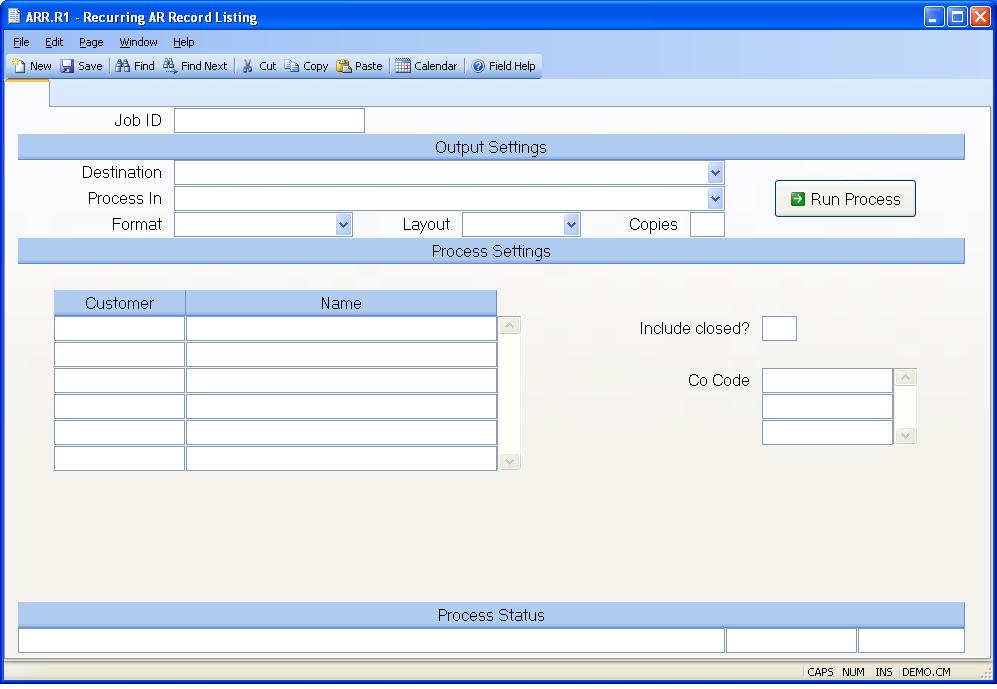 ARR.R1 - Recurring AR Record Listing
File Edit Page Window Help
New Save Find Find Next Cut Copy Paste Calendar Field Help
Job ID
Output Settings
Destination
Process In
Run Process
Format Layout Copies
Process Settings
Customer Name
Include closed?
Co Code
Process Status
CAPS NUM INS DEMO.CM